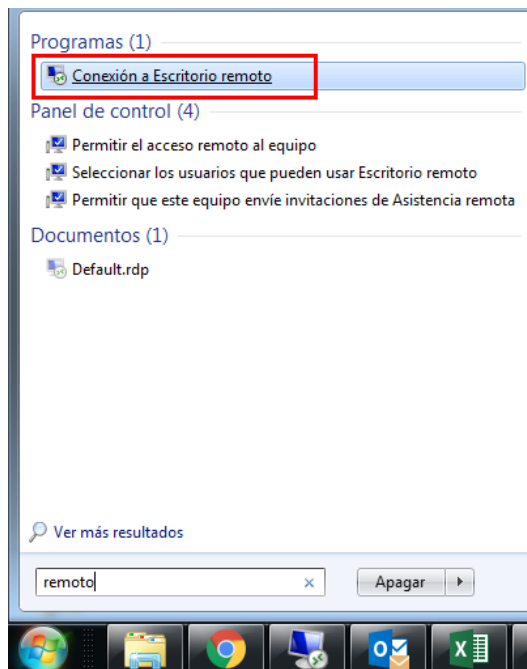 Programas (1)
Conexión a Escritorio remoto
Panel de control (4)
Permitir el acceso remoto al equipo
Seleccionar los usuarios que pueden usar Escritorio remoto
Permitir que este equipo envíe invitaciones de Asistencia remota
Documentos (1)
Default.rdp
Ver más resultados
remoto
Apagar